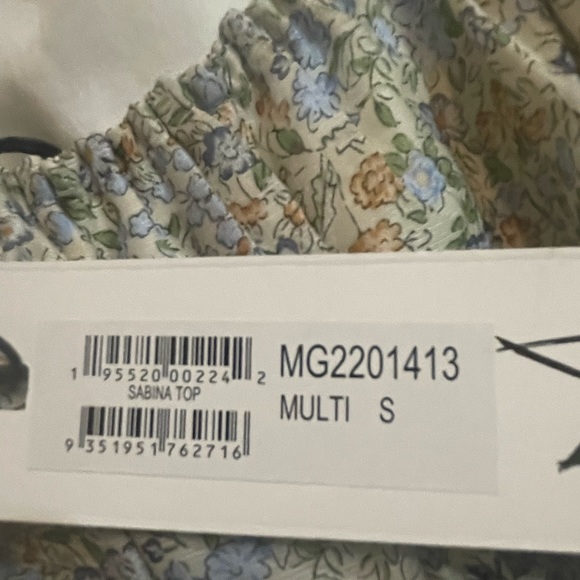 1 95520 00224 2
SABINA TOP
9 351951 762716
MG2201413
MULTI S